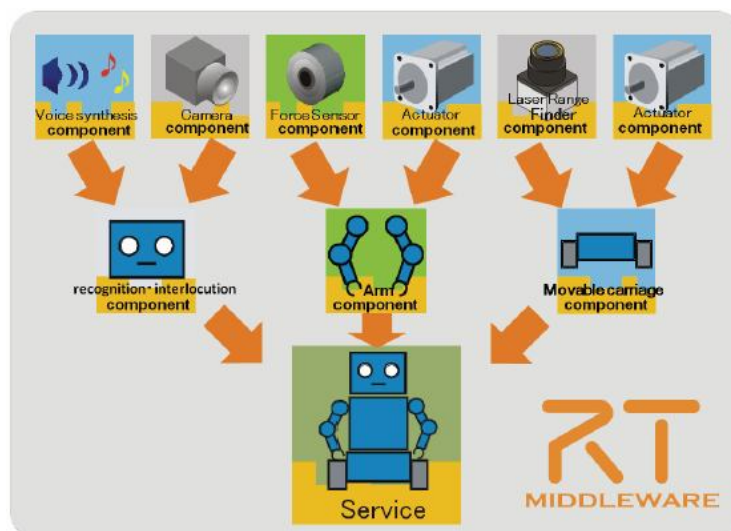 Voice synthesis
component
Camera
component
Force Sensor
component
Actuator
component
Laser Range
Finder
component
Actuator
component
recognition・interlocution
component
Arm
component
Movable carriage
component
Service
RT
MIDDLEWARE